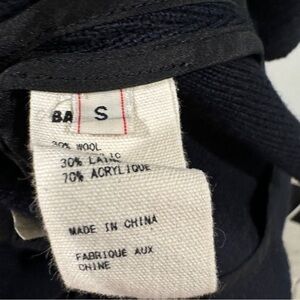 BA
S
30% WOOL
30% LAINE
70% ACRYLIQUE
MADE IN CHINA
FABRIQUE AUX
CHINE